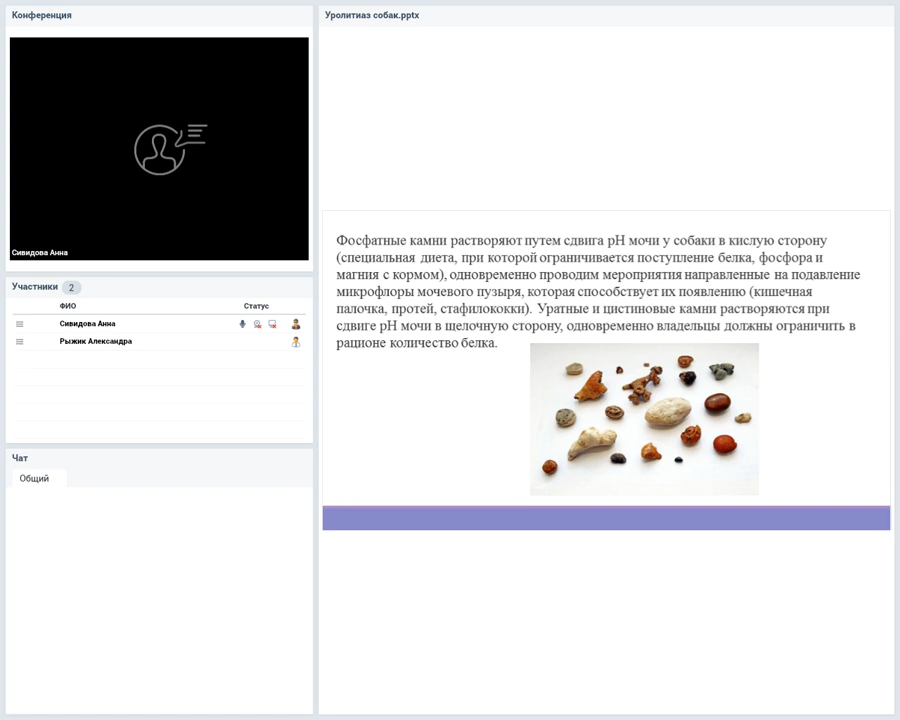 Конференция
Сивидова Анна
Участники 2
ФИО Статус
Сивидова Анна
Рыжик Александра
Чат
Общий
Уролитиаз собак.pptx
Фосфатные камни растворяют путем сдвига pH мочи у собаки в кислую сторону
(специальная диета, при которой ограничивается поступление белка, фосфора и
магния с кормом), одновременно проводим мероприятия направленные на подавление
микрофлоры мочевого пузыря, которая способствует их появлению (кишечная
палочка, протей, стафилококки). Уратные и цистиновые камни растворяются при
сдвиге pH мочи в щелочную сторону, одновременно владельцы должны ограничить в
рационе количество белка.